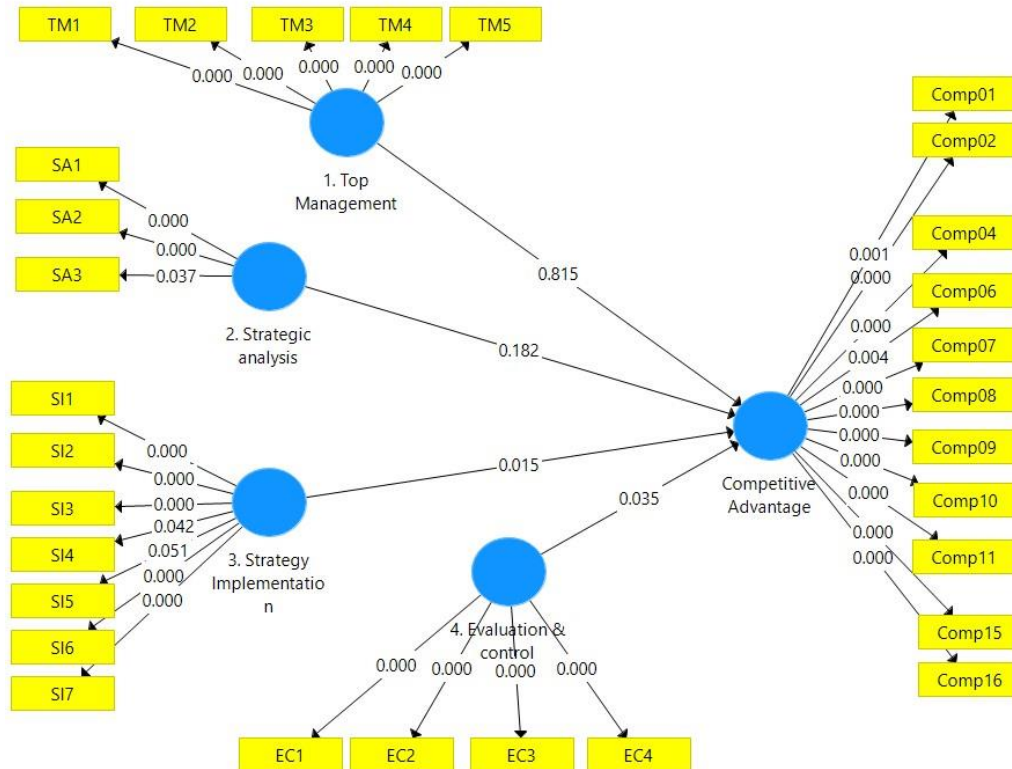 TM1 TM2 TM3 TM4 TM5
0.000 0.000 0.000 0.000 0.000
1. Top
Management
SA1
SA2
SA3
0.000
0.000
0.037
2. Strategic
analysis
0.815
0.182
SI1
SI2
SI3
SI4
SI5
SI6
SI7
0.000
0.000
0.000
0.042
0.051
0.000
0.000
3. Strategy
Implementatio
n
0.015
0.035
4. Evaluation &
control
0.000 0.000 0.000 0.000
EC1 EC2 EC3 EC4
Competitive
Advantage
0.001
0.000
0.000
0.004
0.000
0.000
0.000
0.000
0.000
0.000
0.000
Comp01
Comp02
Comp04
Comp06
Comp07
Comp08
Comp09
Comp10
Comp11
Comp15
Comp16